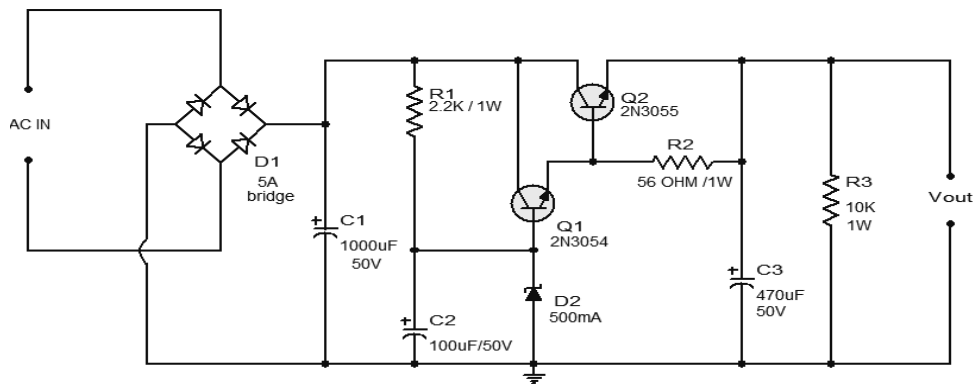 AC IN
D1
5A
bridge
+
C1
1000uF
50V
R1
2.2K / 1W
+
C2
100uF/50V
Q1
2N3054
D2
500mA
Q2
2N3055
R2
56 OHM /1W
+
C3
470uF
50V
R3
10K
1W
Vout